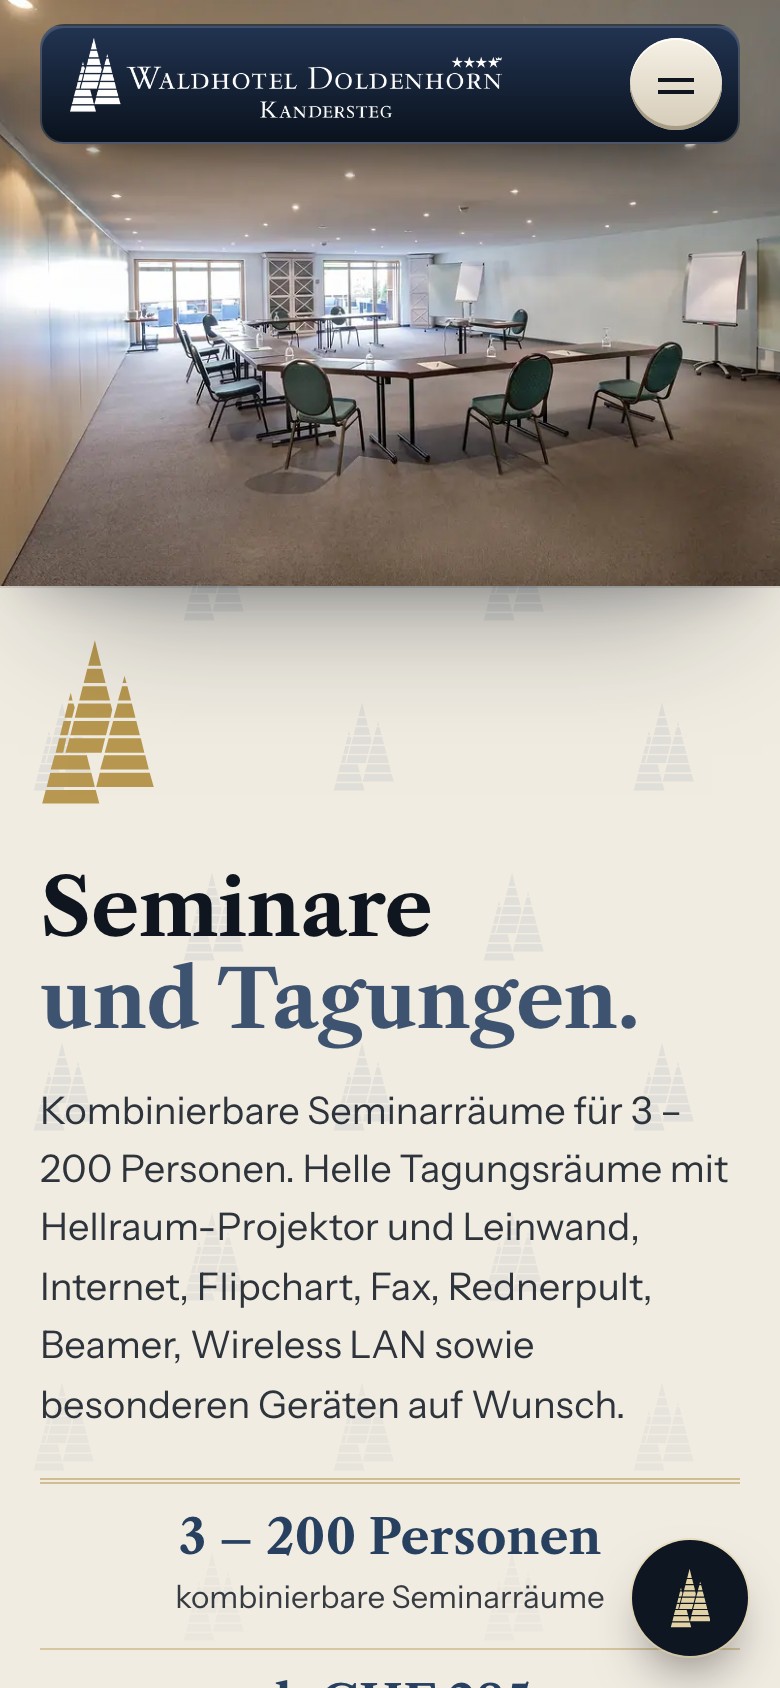 ★★★★
WALDHOTEL DOLDENHORN
KANDERSTEG
Seminare
und Tagungen.
Kombinierbare Seminarräume für 3 –
200 Personen. Helle Tagungsräume mit
Hellraum-Projektor und Leinwand,
Internet, Flipchart, Fax, Rednerpult,
Beamer, Wireless LAN sowie
besonderen Geräten auf Wunsch.
3 – 200 Personen
kombinierbare Seminarräume